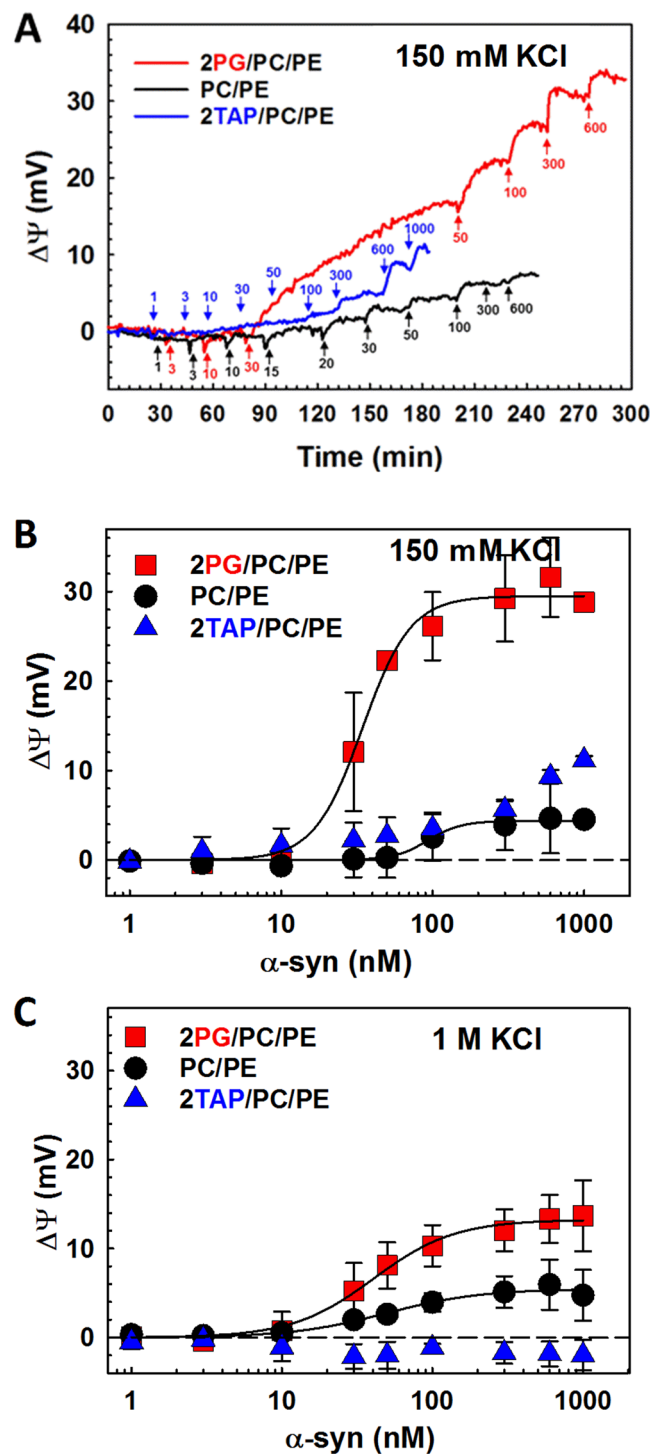 A
150 mM KCl
2PG/PC/PE
PC/PE
2TAP/PC/PE
ΔΨ (mV)
40
30
20
10
0
1 3 10 30 50 100 300 600 1000
3 10 30 50 100 300 600
1 3 10 15 20 30 50 100 300 600
0 30 60 90 120 150 180 210 240 270 300
Time (min)
B
150 mM KCl
2PG/PC/PE
PC/PE
2TAP/PC/PE
ΔΨ (mV)
30
20
10
0
1 10 100 1000
α-syn (nM)
C
1 M KCl
2PG/PC/PE
PC/PE
2TAP/PC/PE
ΔΨ (mV)
30
20
10
0
1 10 100 1000
α-syn (nM)